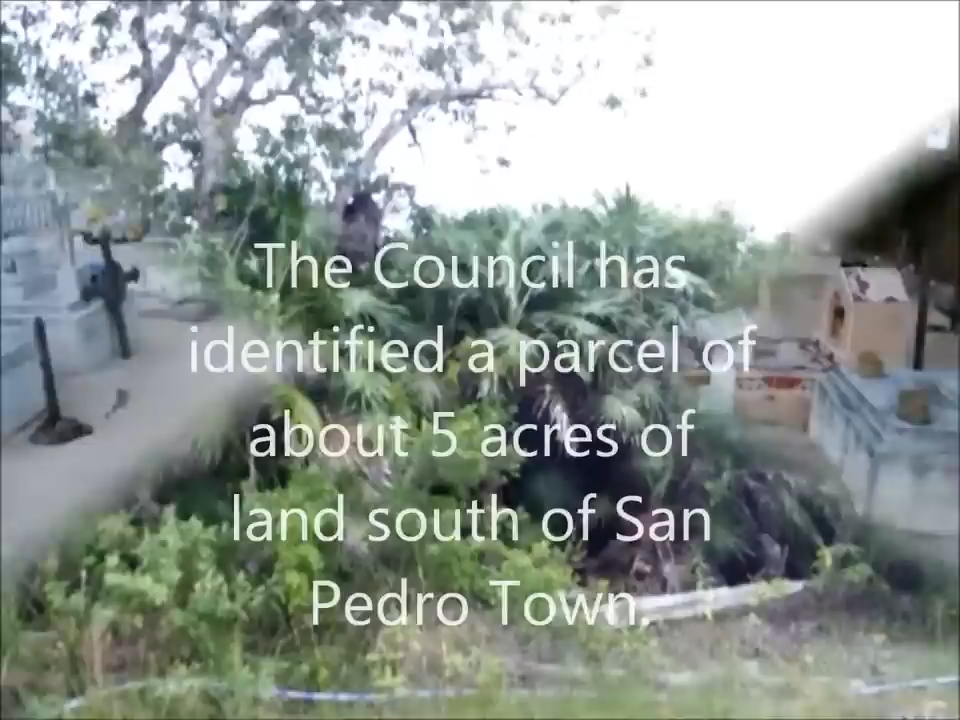 The Council has
identified a parcel of
about 5 acres of
land south of San
Pedro Town.